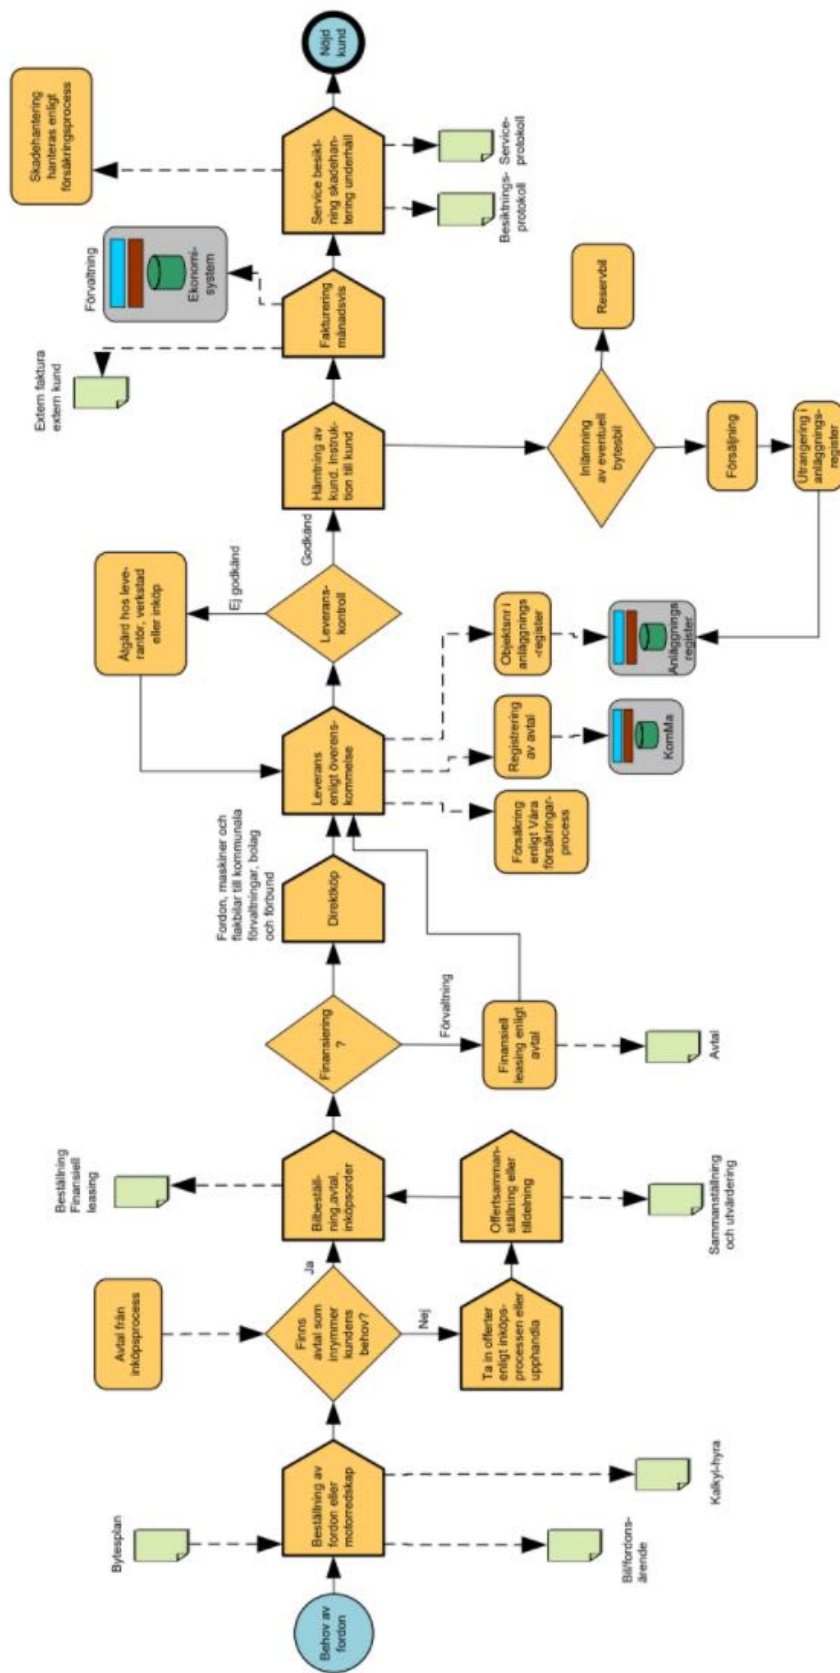 Behov av
fordon
Bytesplan
Beställning av
fordon eller
motorredskap
Bil/fordons-
ärende
Kalkyl-hyra
Avtal från
inköpsprocess
Finns
avtal som
inrymmer
kundens
behov?
Ja
Nej
Ta in offerter
enligt inköps-
processen eller
upphandla
Offertsamman-
ställning eller
tilldelning
Sammanställning
och utvärdering
Beställning
Finansiell
leasing
Bilbeställ-
ning,avtal,
inköpsorder
Finansiering
?
Förvaltning
Finansiell
leasing enligt
avtal
Avtal
Fordon, maskiner och
flakbilar till kommunala
förvaltningar, bolag
och förbund
Direktköp
Leverans
enligt överens-
kommelse
Försäkring
enligt Våra
försäkringar-
process
Registrering
av avtal
KomMa
Objektsnr i
anläggnings
-register
Anläggnings
register
Åtgärd hos leve-
rantör, verkstad
eller inköp
Ej godkänd
Leverans-
kontroll
Godkänd
Hämtning av
kund. Instruk-
tion till kund
Inlämning
av eventuell
bytesbil
Reservbil
Försäljning
Utrangering i
anläggnings-
register
Extern faktura
extern kund
Förvaltning
Ekonomi-
system
Fakturering
månadsvis
Skadehantering
hanteras enligt
försäkringsprocess
Service besikt-
ning skadehan-
tering underhåll
Besiktnings-
protokoll
Service-
protokoll
Nöjd
kund